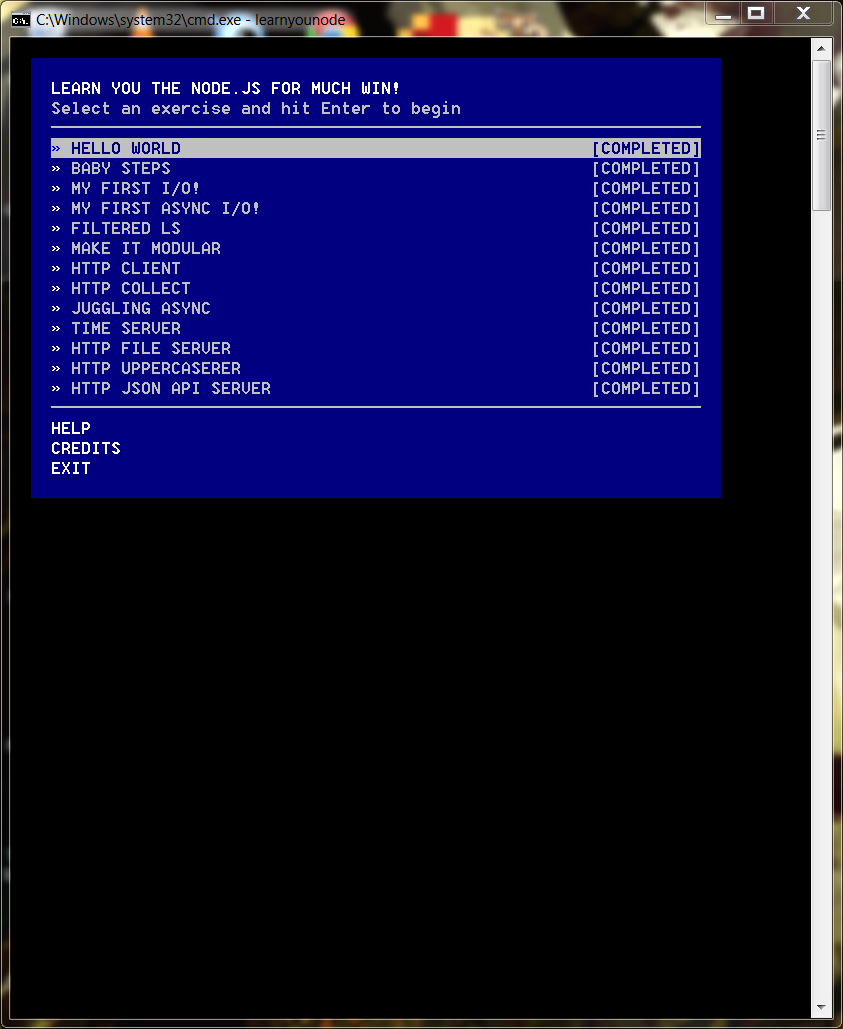 C:\Windows\system32\cmd.exe - learnyounode
LEARN YOU THE NODE.JS FOR MUCH WIN!
Select an exercise and hit Enter to begin
» HELLO WORLD [COMPLETED]
» BABY STEPS [COMPLETED]
» MY FIRST I/O! [COMPLETED]
» MY FIRST ASYNC I/O! [COMPLETED]
» FILTERED LS [COMPLETED]
» MAKE IT MODULAR [COMPLETED]
» HTTP CLIENT [COMPLETED]
» HTTP COLLECT [COMPLETED]
» JUGGLING ASYNC [COMPLETED]
» TIME SERVER [COMPLETED]
» HTTP FILE SERVER [COMPLETED]
» HTTP UPPERCASERER [COMPLETED]
» HTTP JSON API SERVER [COMPLETED]
HELP
CREDITS
EXIT